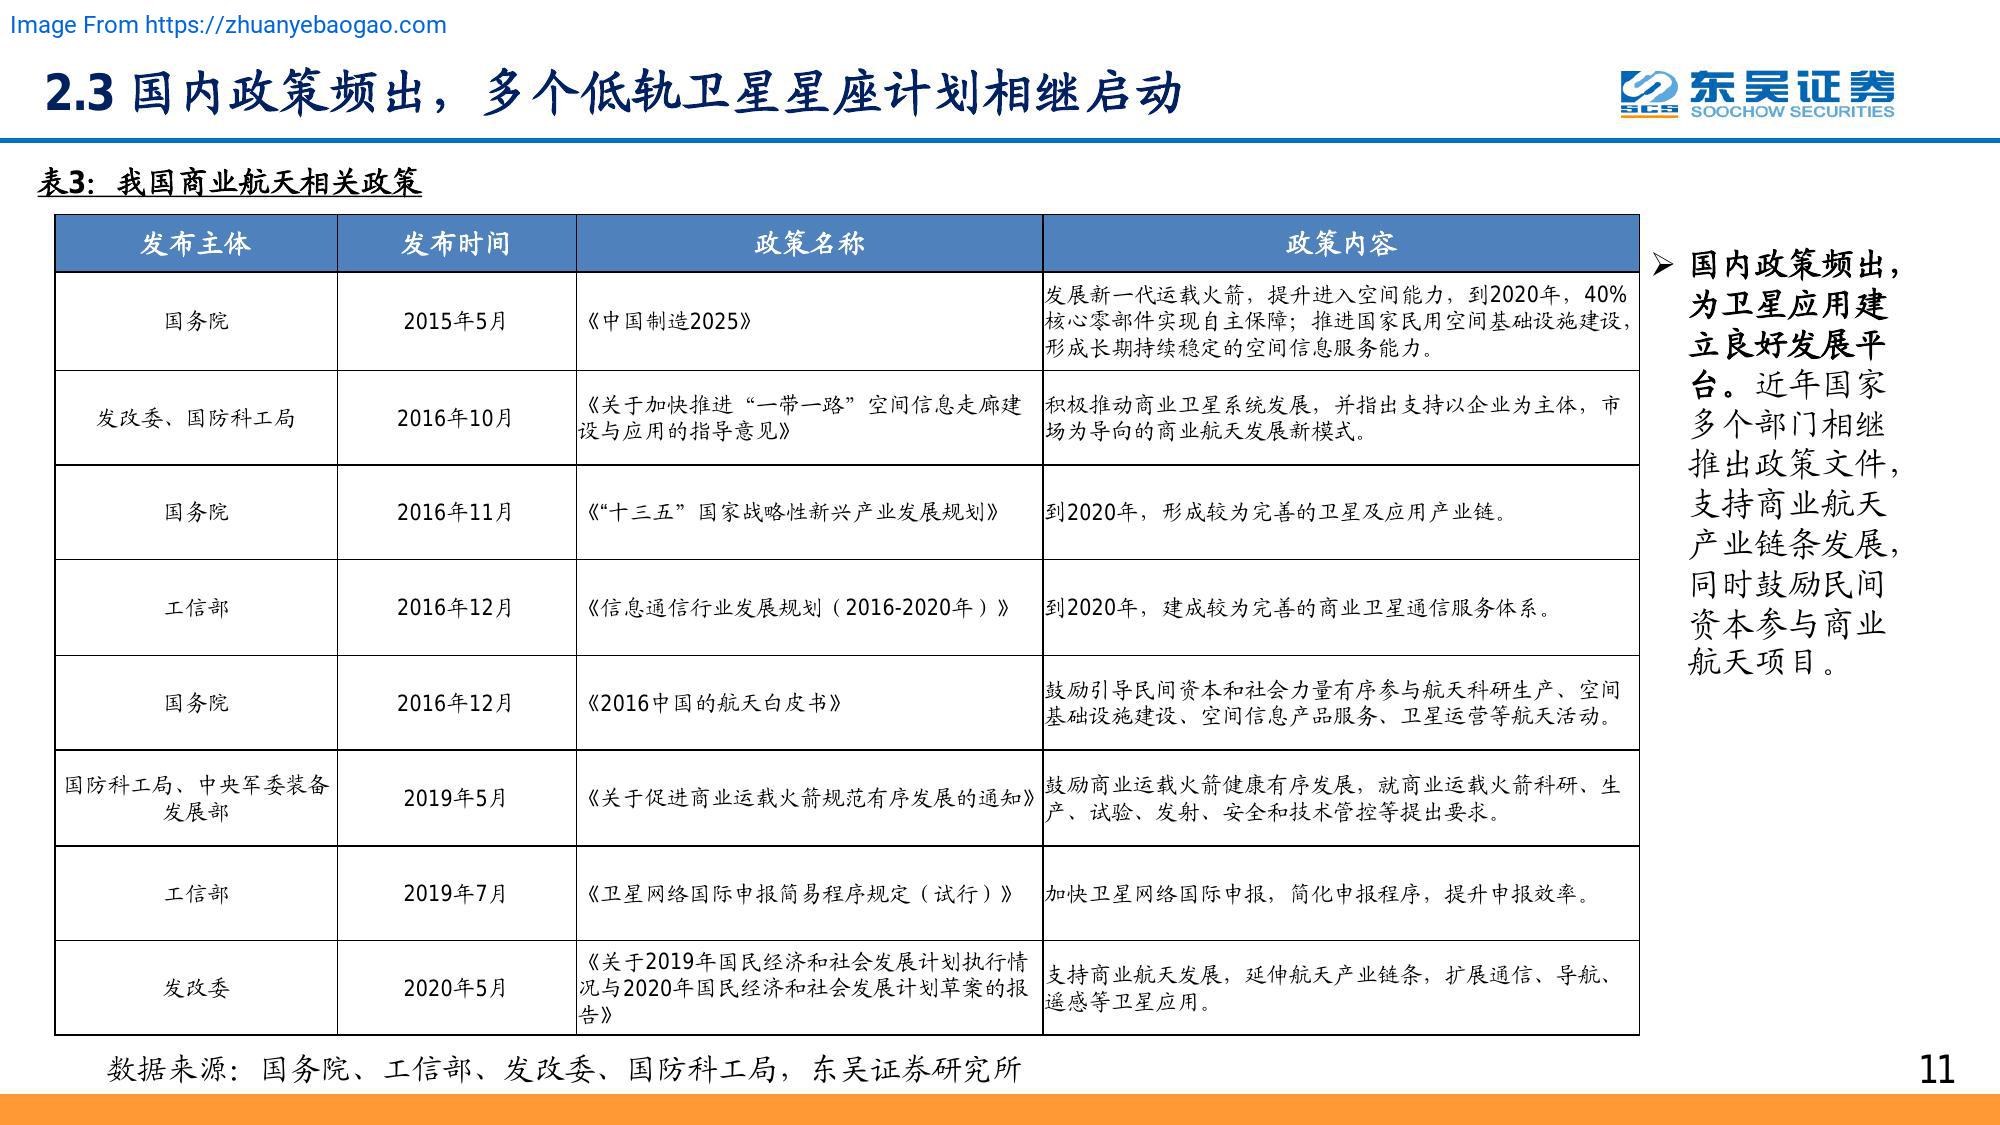 Image From https://zhuanyebaogao.com
2.3 国内政策频出，多个低轨卫星星座计划相继启动
东吴证券
SCS
SOOCHOW SECURITIES
表3：我国商业航天相关政策
发布主体 发布时间 政策名称 政策内容
国务院 2015年5月 《中国制造2025》
发展新一代运载火箭，提升进入空间能力，到2020年，40%
核心零部件实现自主保障；推进国家民用空间基础设施建设，
形成长期持续稳定的空间信息服务能力。
发改委、国防科工局 2016年10月
《关于加快推进“一带一路”空间信息走廊建
设与应用的指导意见》
积极推动商业卫星系统发展，并指出支持以企业为主体，市
场为导向的商业航天发展新模式。
国务院 2016年11月 《“十三五”国家战略性新兴产业发展规划》 到2020年，形成较为完善的卫星及应用产业链。
工信部 2016年12月 《信息通信行业发展规划（2016-2020年）》 到2020年，建成较为完善的商业卫星通信服务体系。
国务院 2016年12月 《2016中国的航天白皮书》
鼓励引导民间资本和社会力量有序参与航天科研生产、空间
基础设施建设、空间信息产品服务、卫星运营等航天活动。
国防科工局、中央军委装备
发展部
2019年5月 《关于促进商业运载火箭规范有序发展的通知》
鼓励商业运载火箭健康有序发展，就商业运载火箭科研、生
产、试验、发射、安全和技术管控等提出要求。
工信部 2019年7月 《卫星网络国际申报简易程序规定（试行）》 加快卫星网络国际申报，简化申报程序，提升申报效率。
发改委 2020年5月
《关于2019年国民经济和社会发展计划执行情
况与2020年国民经济和社会发展计划草案的报
告》
支持商业航天发展，延伸航天产业链条，扩展通信、导航、
遥感等卫星应用。
➢ 国内政策频出，
为卫星应用建
立良好发展平
台。近年国家
多个部门相继
推出政策文件，
支持商业航天
产业链条发展，
同时鼓励民间
资本参与商业
航天项目。
数据来源：国务院、工信部、发改委、国防科工局，东吴证券研究所
11